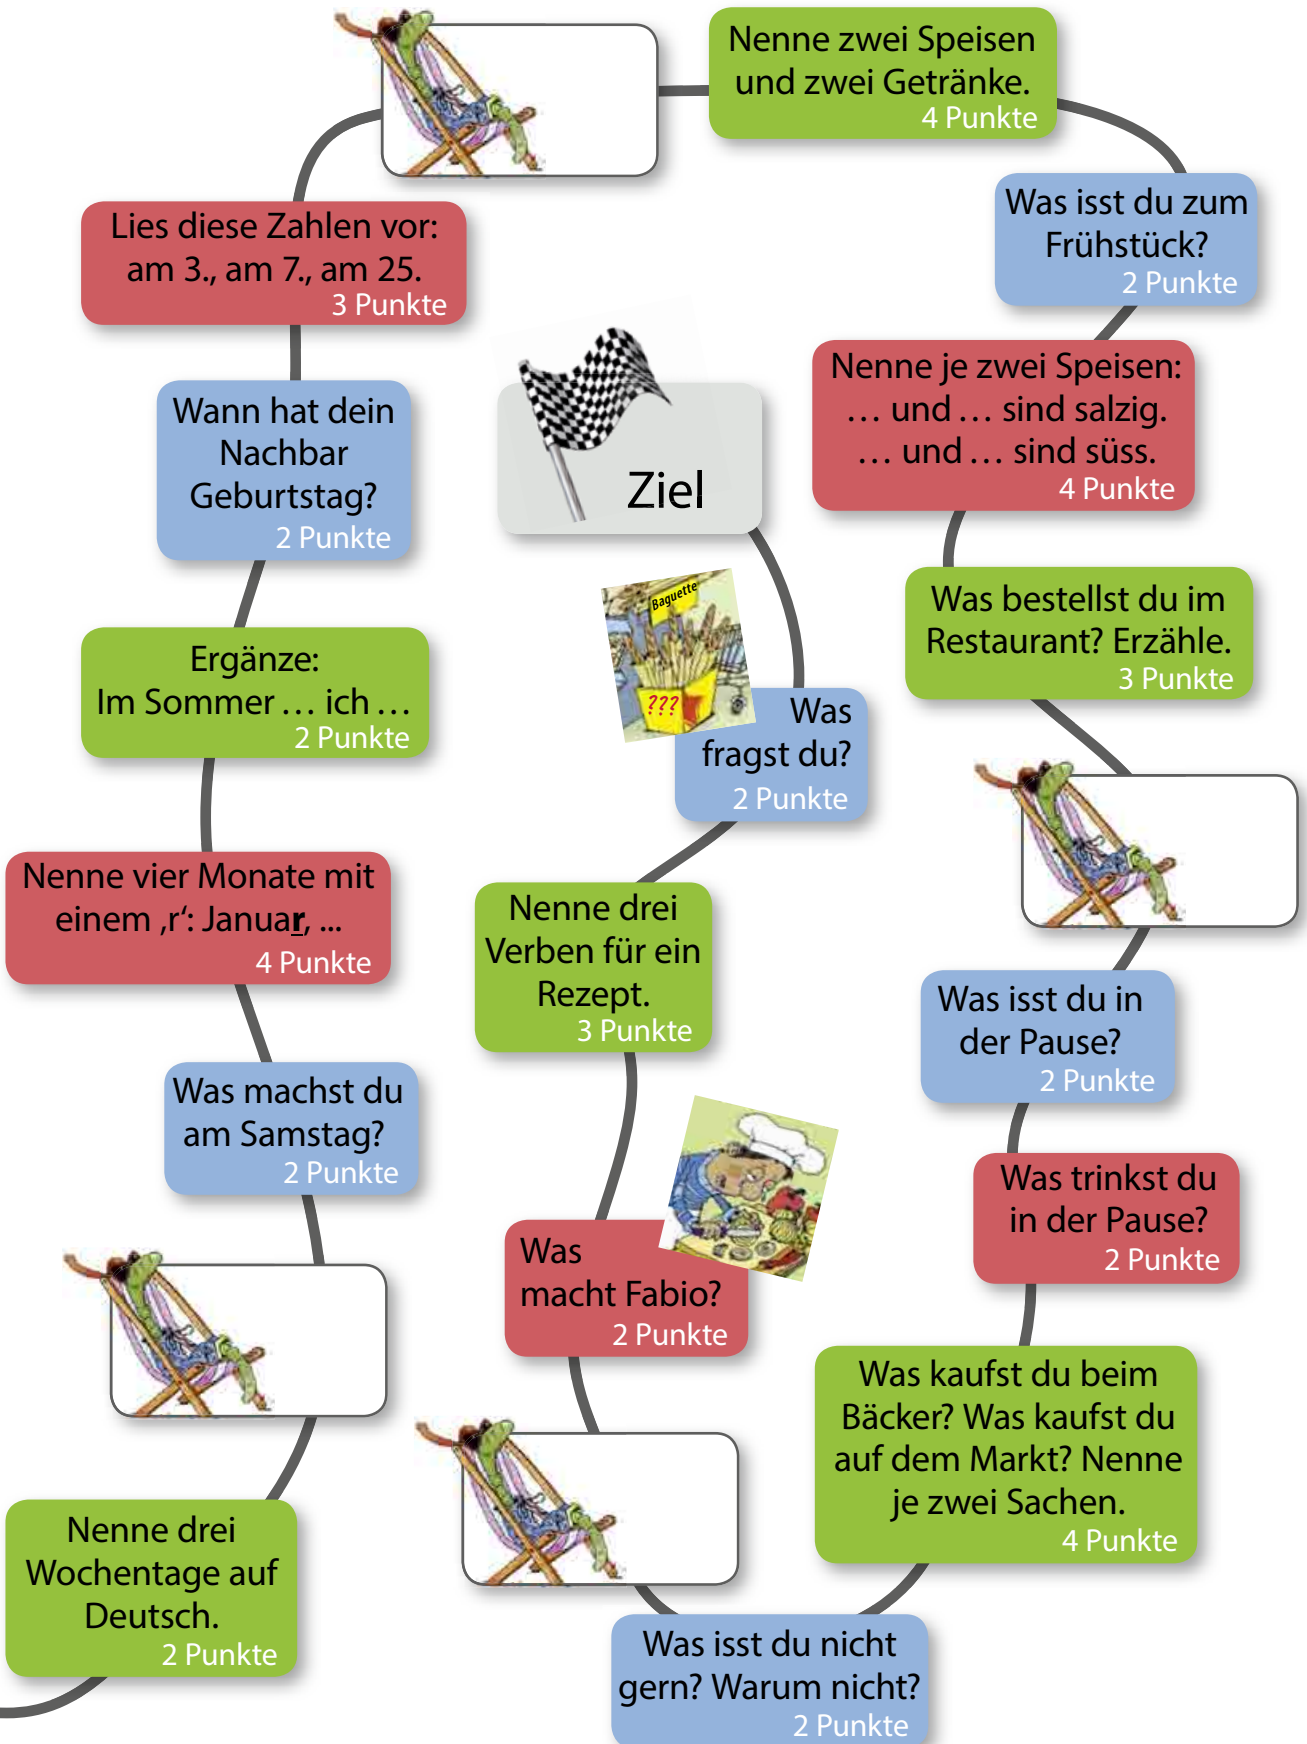 Nenne zwei Speisen
und zwei Getränke.
4 Punkte
Was isst du zum
Frühstück?
2 Punkte
Lies diese Zahlen vor:
am 3., am 7., am 25.
3 Punkte
Nenne je zwei Speisen:
… und … sind salzig.
… und … sind süss.
4 Punkte
Wann hat dein
Nachbar
Geburtstag?
2 Punkte
Ziel
Was bestellst du im
Restaurant? Erzähle.
3 Punkte
Baguette
???
Ergänze:
Im Sommer … ich …
2 Punkte
Was
fragst du?
2 Punkte
Nenne vier Monate mit
einem ‚r‘: Januar, ...
4 Punkte
Nenne drei
Verben für ein
Rezept.
3 Punkte
Was isst du in
der Pause?
2 Punkte
Was machst du
am Samstag?
2 Punkte
Was trinkst du
in der Pause?
2 Punkte
Was
macht Fabio?
2 Punkte
Was kaufst du beim
Bäcker? Was kaufst du
auf dem Markt? Nenne
je zwei Sachen.
4 Punkte
Nenne drei
Wochentage auf
Deutsch.
2 Punkte
Was isst du nicht
gern? Warum nicht?
2 Punkte